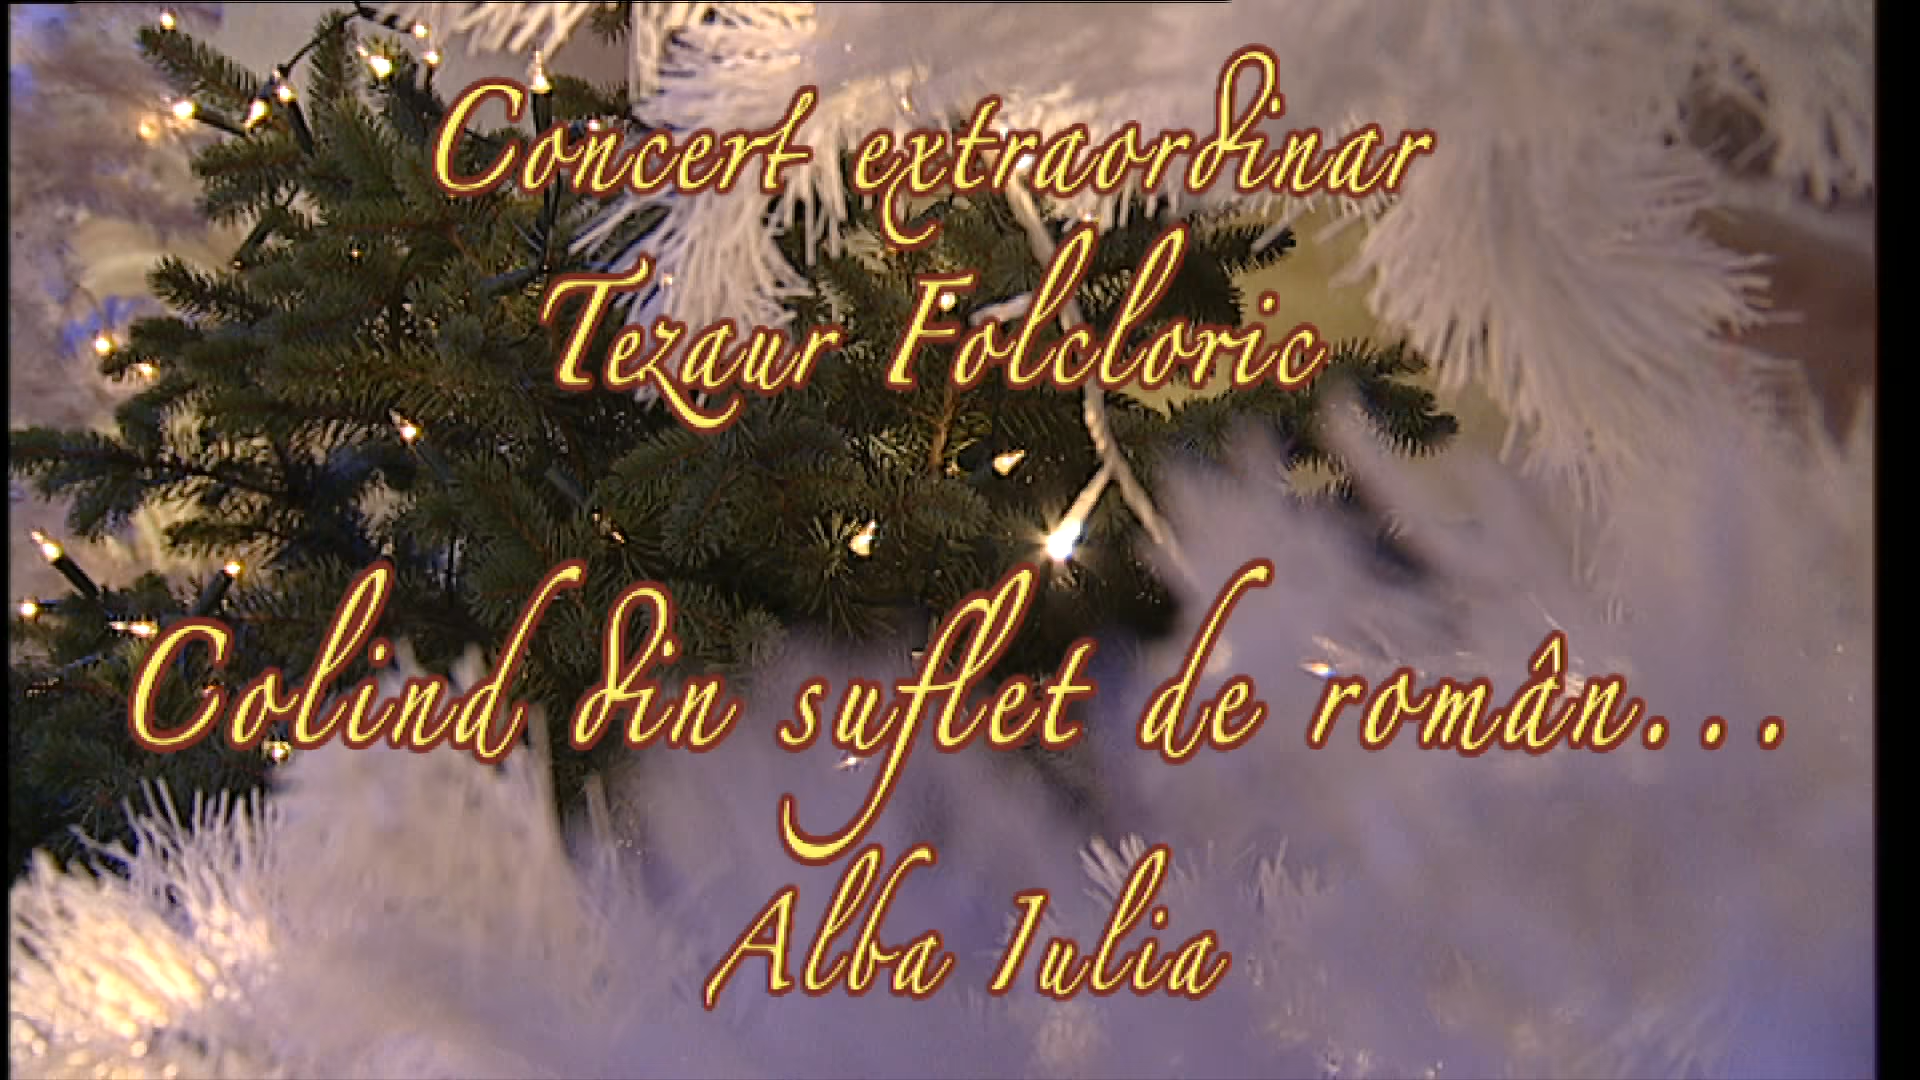 Concert extraordinar
Tezaur Folcloric
Colind din suflet de român...
Alba Iulia